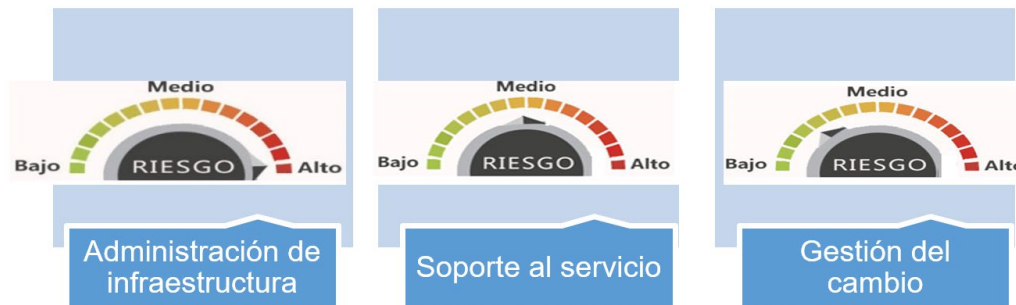 Medio
Bajo
RIESGO
Alto
Administración de
infraestructura
Medio
Bajo
RIESGO
Alto
Soporte al servicio
Medio
Bajo
RIESGO
Alto
Gestión del
cambio